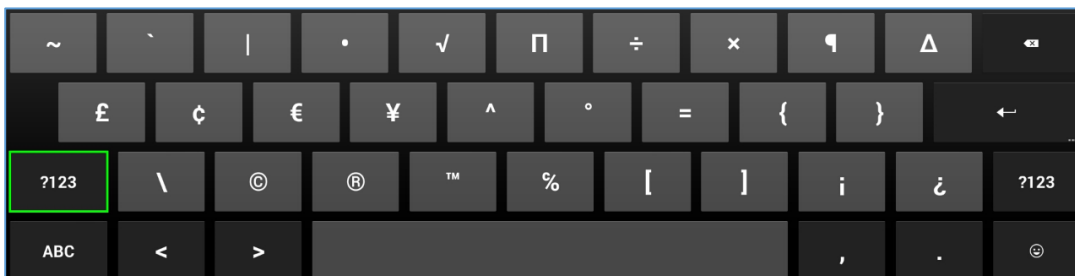 ~ ` | • √ Π ÷ × ¶ Δ
£ ¢ € ¥ ^ ° = { }
?123 \ © ® ™ ℅ [ ] ¡ ¿ ?123
ABC < > , .